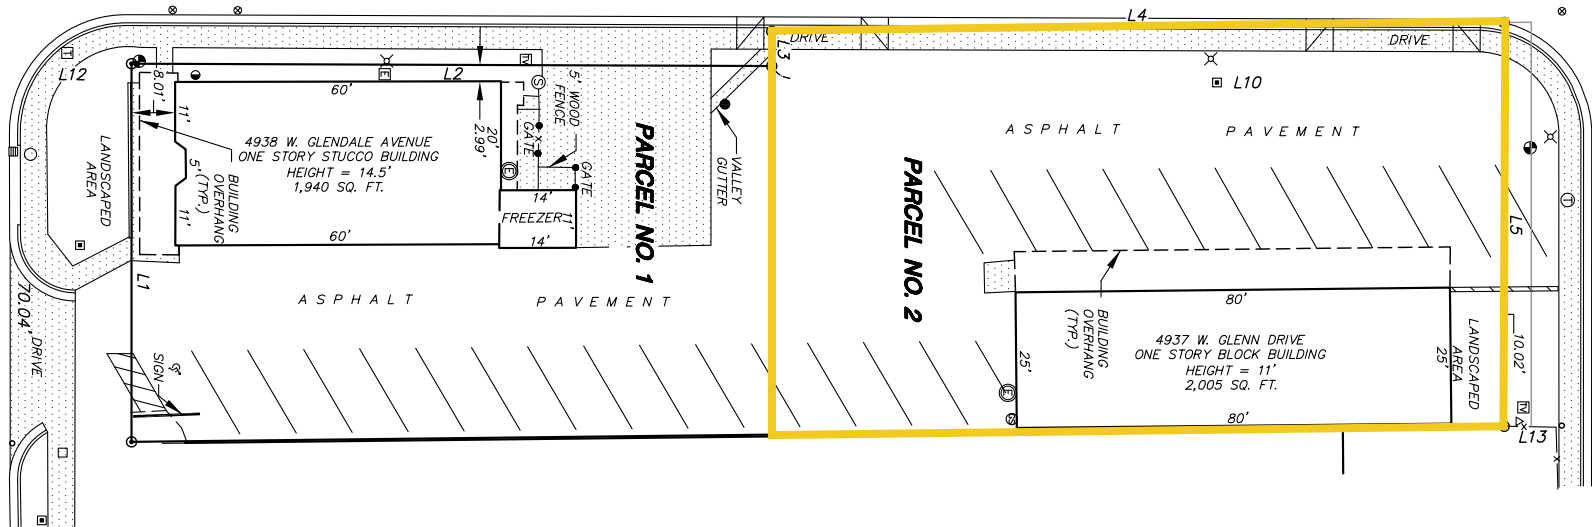 L4
DRIVE
DRIVE
L3
L12
L2
L10
T
E
M
S
8.01'
60'
11'
5' WOOD
FENCE
4938 W. GLENDALE AVENUE
ONE STORY STUCCO BUILDING
HEIGHT = 14.5'
1,940 SQ. FT.
20'
2.99'
GATE
GATE
E
LANDSCAPED
AREA
5' (TYP.)
BUILDING
OVERHANG
11'
60'
14'
FREEZER
11'
14'
PARCEL NO. 1
VALLEY
GUTTER
ASPHALT PAVEMENT
PARCEL NO. 2
T
L5
L1
70.04'
DRIVE
ASPHALT PAVEMENT
SIGN
5'
80'
BUILDING
OVERHANG
(TYP.)
4937 W. GLENN DRIVE
ONE STORY BLOCK BUILDING
HEIGHT = 11'
2,005 SQ. FT.
25'
25'
LANDSCAPED
AREA
10.02'
E
80'
L13